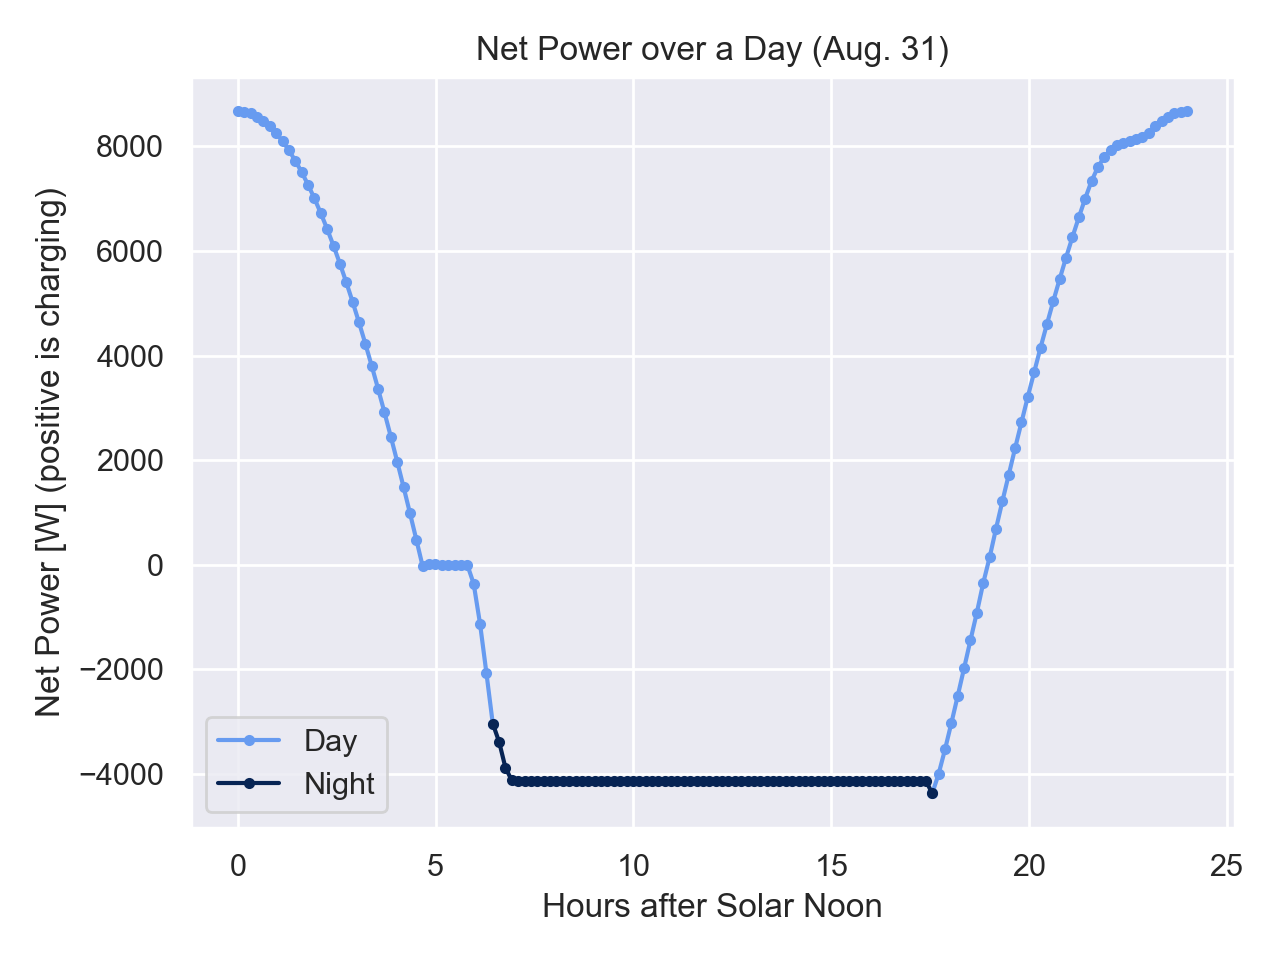 Net Power over a Day (Aug. 31)
Net Power [W] (positive is charging)
8000
6000
4000
2000
0
−2000
−4000
Day
Night
0 5 10 15 20 25
Hours after Solar Noon